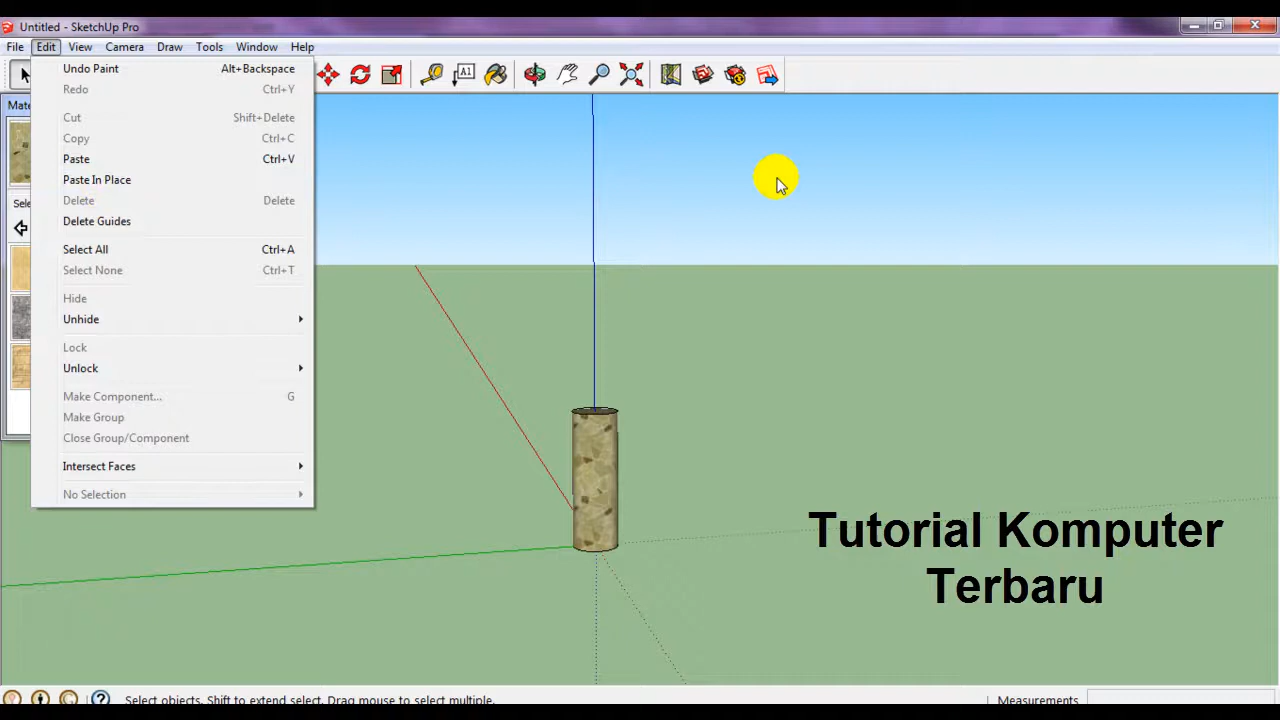 Untitled - SketchUp Pro
File Edit View Camera Draw Tools Window Help
A1
Undo Paint Alt+Backspace
Redo Ctrl+Y
Cut Shift+Delete
Copy Ctrl+C
Paste Ctrl+V
Paste In Place
Delete Delete
Delete Guides
Select All Ctrl+A
Select None Ctrl+T
Hide
Unhide
Lock
Unlock
Make Component... G
Make Group
Close Group/Component
Intersect Faces
No Selection
Tutorial Komputer
Terbaru
Select objects. Shift to extend select. Drag mouse to select multiple. Measurements